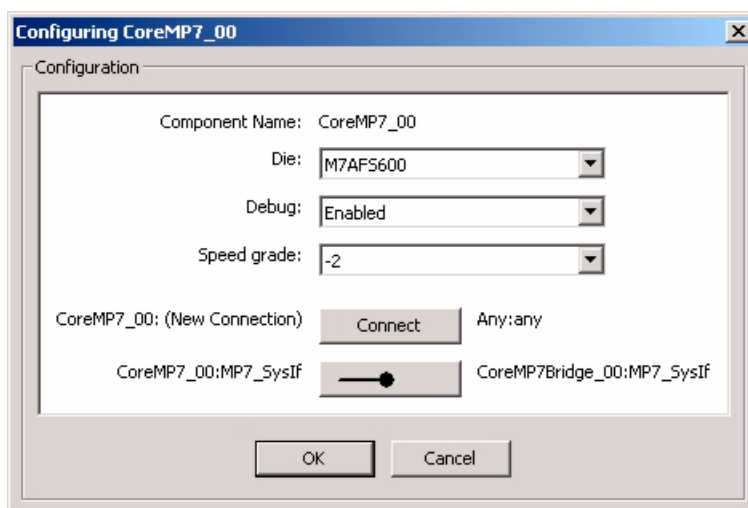 Configuring CoreMP7_00
Configuration
Component Name: CoreMP7_00
Die: M7AFS600
Debug: Enabled
Speed grade: -2
CoreMP7_00: (New Connection) Connect Any:any
CoreMP7_00:MP7_SysIf CoreMP7Bridge_00:MP7_SysIf
OK Cancel